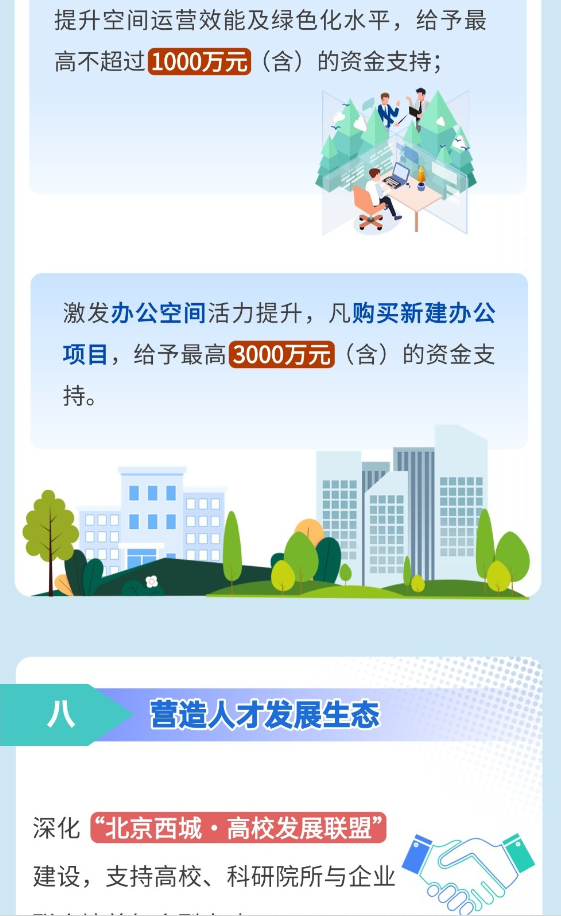 提升空间运营效能及绿色化水平，给予最
高不超过1000万元（含）的资金支持；
激发办公空间活力提升，凡购买新建办公
项目，给予最高3000万元（含）的资金支
持。
八
营造人才发展生态
深化“北京西城·高校发展联盟”
建设，支持高校、科研院所与企业